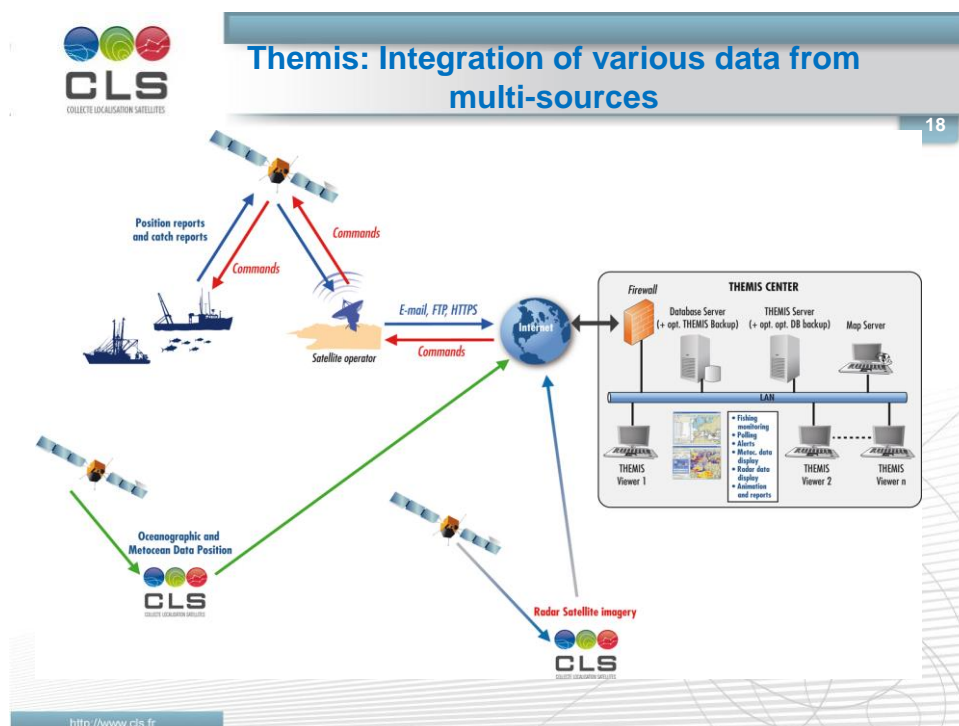 CLS
COLLECTE LOCALISATION SATELLITES
Themis: Integration of various data from
multi-sources
18
Position reports
and catch reports
Commands
Commands
Satellite operator
E-mail, FTP, HTTPS
Commands
Internet
THEMIS CENTER
Firewall
Database Server
(+ opt. THEMIS Backup)
THEMIS Server
(+ opt. opt. DB backup)
Map Server
LAN
THEMIS
Viewer 1
• Fishing
monitoring
• Polling
• Alerts
• Metoc. data
display
• Radar data
display
• Animation
and reports
THEMIS
Viewer 2
THEMIS
Viewer n
Oceanographic and
Metocean Data Position
CLS
COLLECTE LOCALISATION SATELLITES
Radar Satellite imagery
CLS
COLLECTE LOCALISATION SATELLITES
http://www.cls.fr